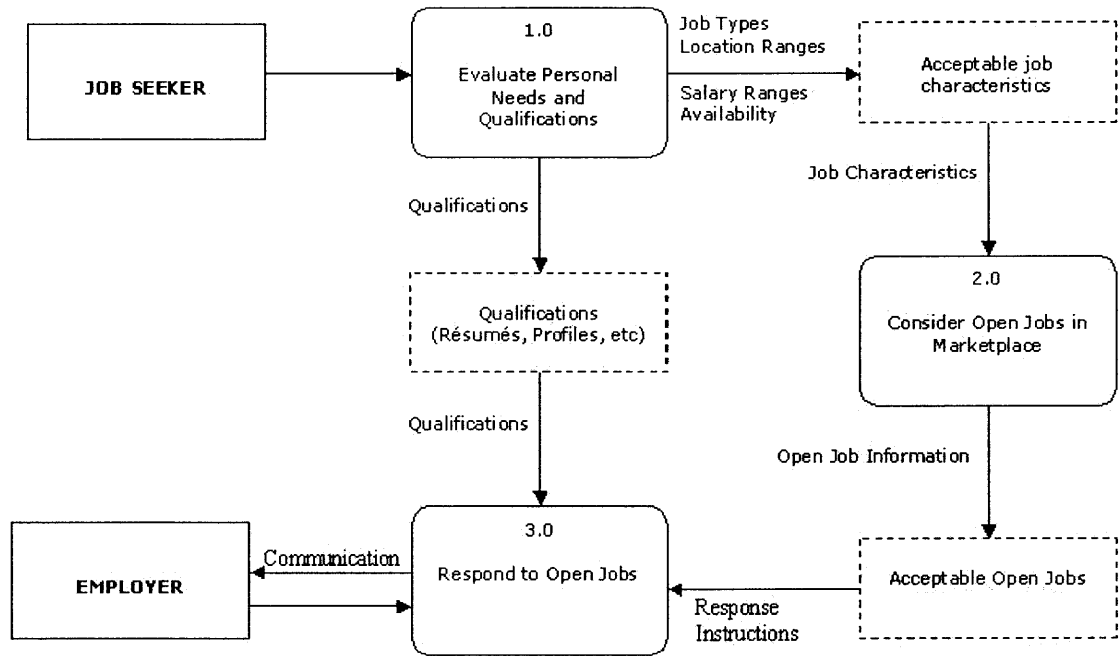 JOB SEEKER
1.0
Evaluate Personal
Needs and
Qualifications
Job Types
Location Ranges
Salary Ranges
Availability
Acceptable job
characteristics
Qualifications
Job Characteristics
Qualifications
(Résumés, Profiles, etc)
2.0
Consider Open Jobs in
Marketplace
Qualifications
Open Job Information
EMPLOYER
Communication
3.0
Respond to Open Jobs
Response
Instructions
Acceptable Open Jobs